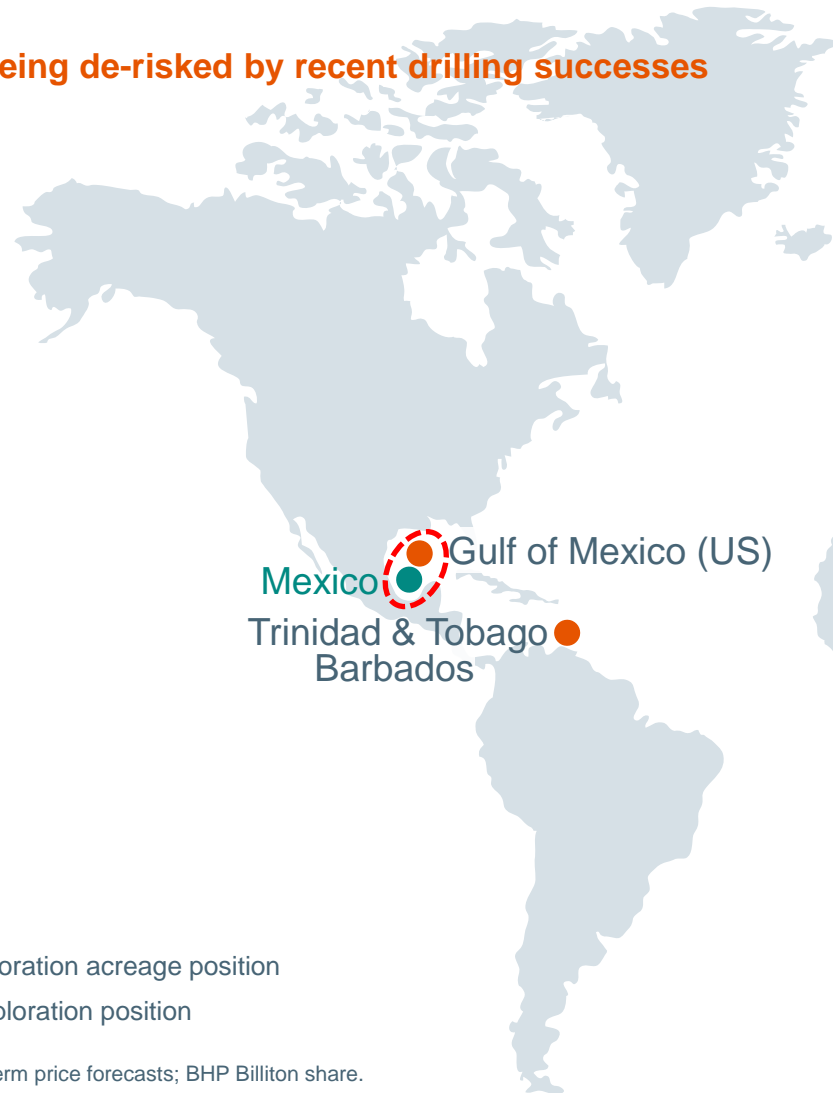 eing de-risked by recent drilling successes
Gulf of Mexico (US)
Mexico
Trinidad & Tobago
Barbados
oration acreage position
ploration position
erm price forecasts; BHP Billiton share.